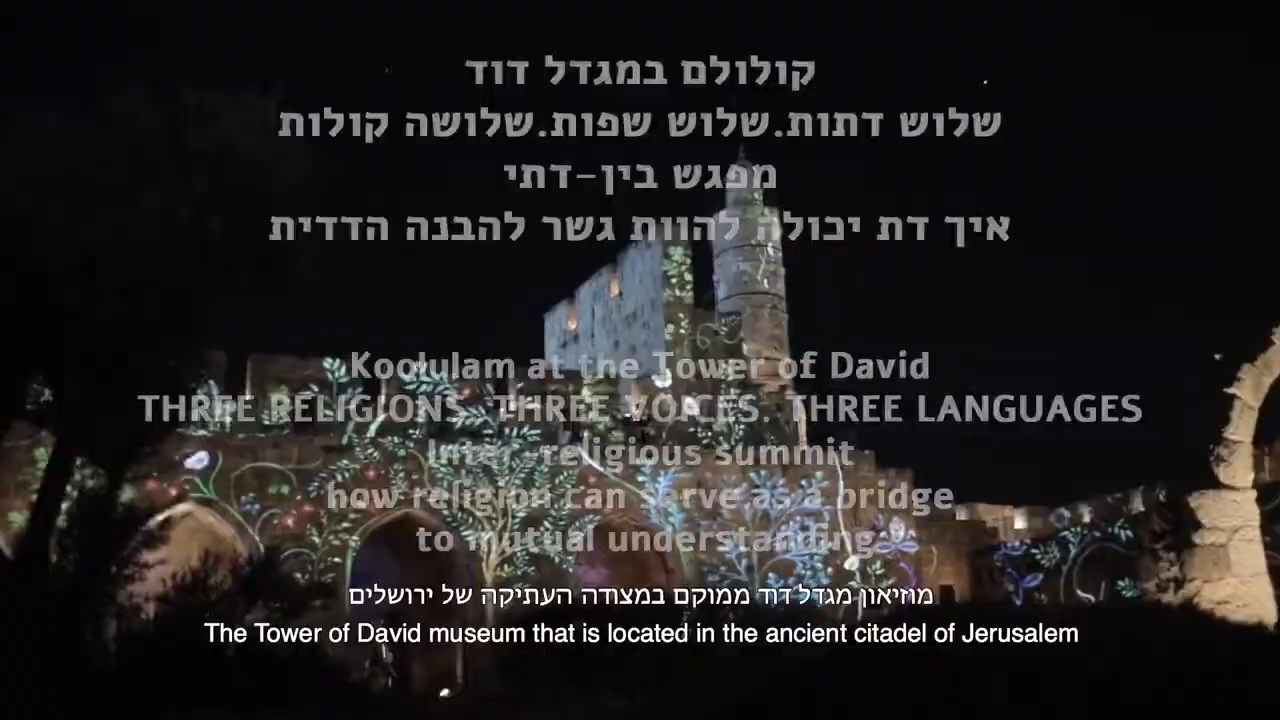 קולולם במגדל דוד
שלוש דתות.שלוש שפות.שלושה קולות
מפגש בין-דתי
איך דת יכולה להוות גשר להבנה הדדית
Koolulam at the Tower of David
THREE RELIGIONS. THREE VOICES. THREE LANGUAGES
Inter-religious summit
how religion can serve as a bridge
to mutual understanding
מוזיאון מגדל דוד ממוקם במצודה העתיקה של ירושלים
The Tower of David museum that is located in the ancient citadel of Jerusalem